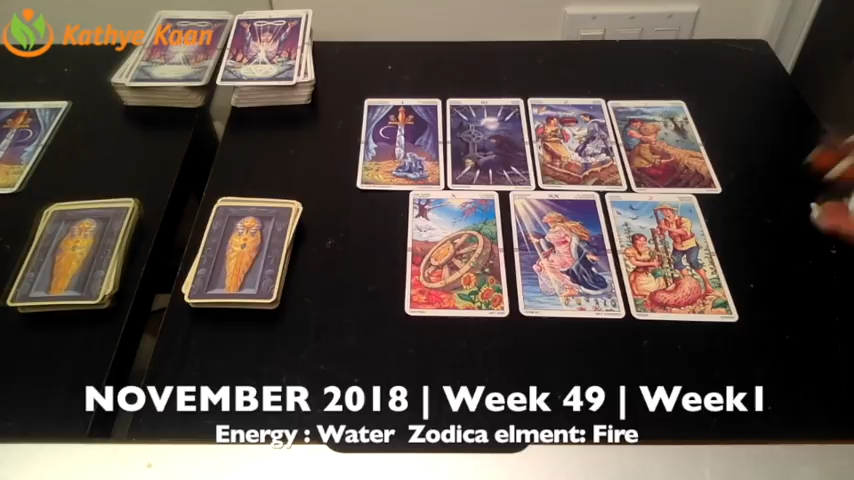 Kathye Kaan
NOVEMBER 2018 | Week 49 | Week1
Energy : Water Zodica elment: Fire